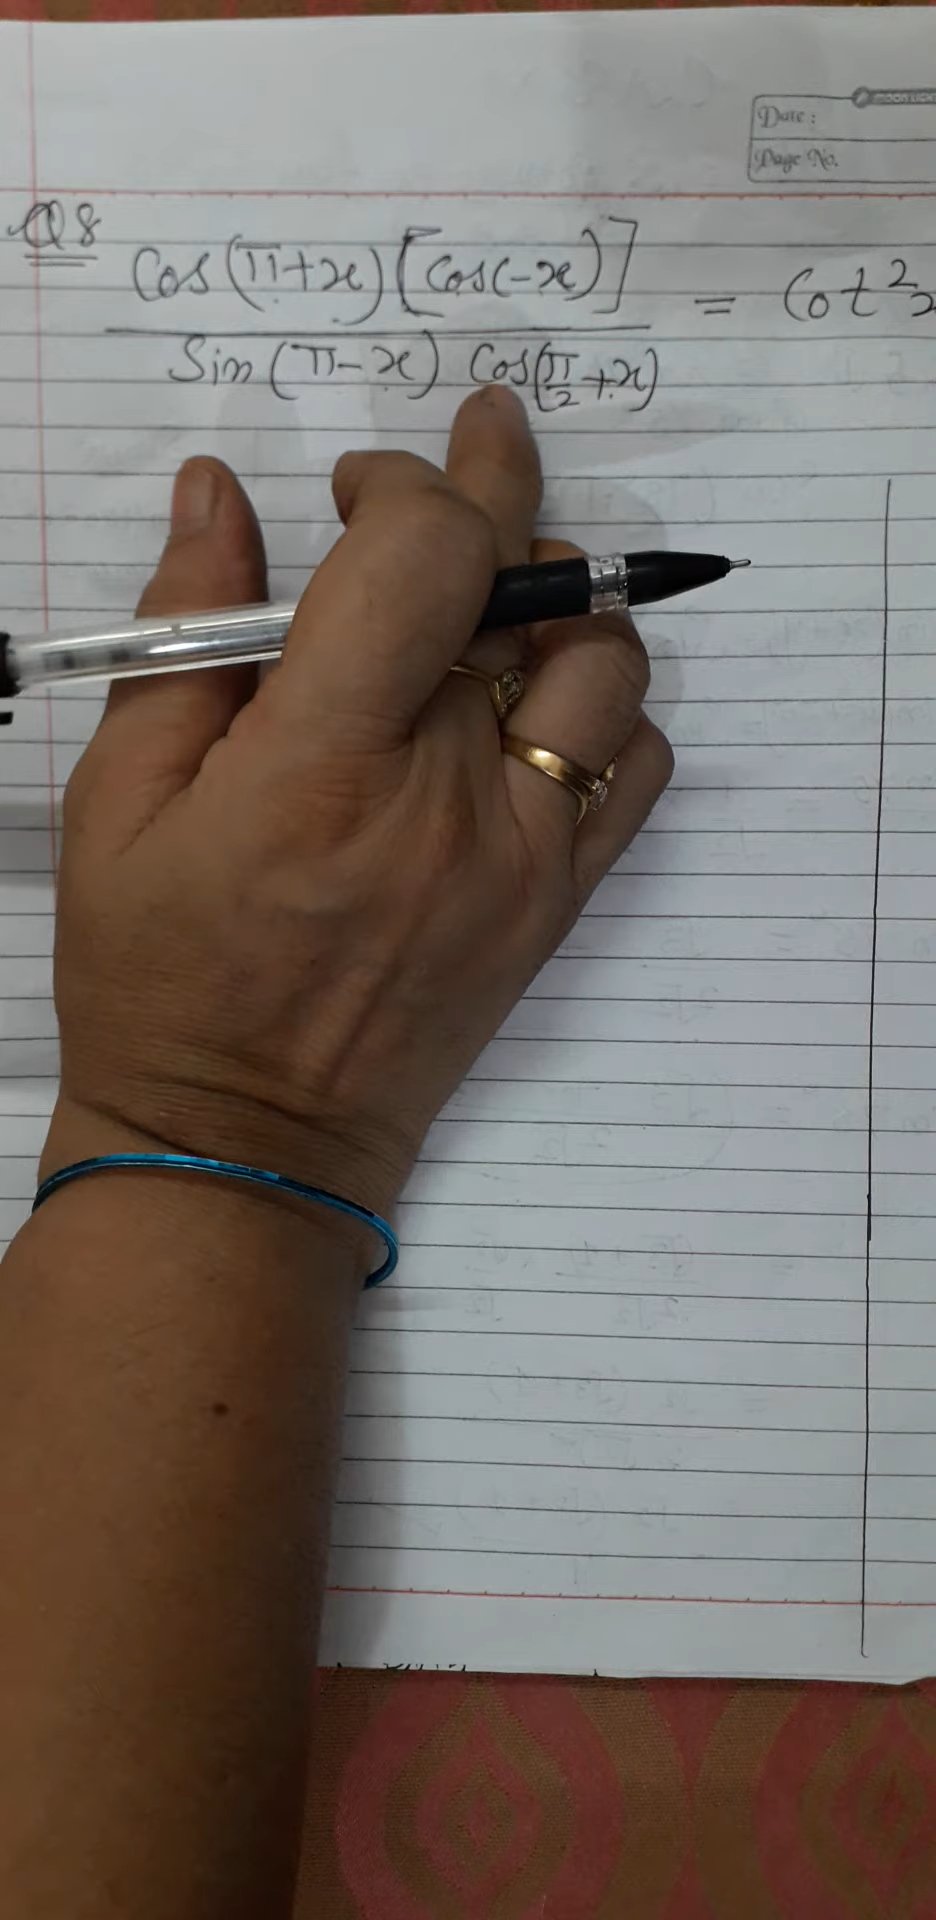 Date :
Page No.
Q8
Cos(π+x)[Cos(-x)]
Sin(π-x) Cos(π/2+x)
= Cot²